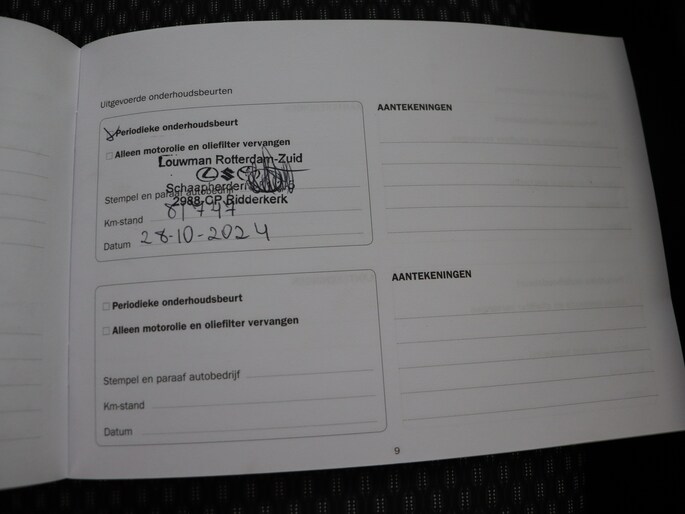 Uitgevoerde onderhoudsbeurten
Periodieke onderhoudsbeurt
Alleen motorolie en oliefilter vervangen
Louwman Rotterdam-Zuid
Stempel en paraaf autobedrijf
2988 CP Ridderkerk
Km-stand 81747
Datum 28-10-2024
AANTEKENINGEN
Periodieke onderhoudsbeurt
Alleen motorolie en oliefilter vervangen
Stempel en paraaf autobedrijf
Km-stand
Datum
AANTEKENINGEN
9